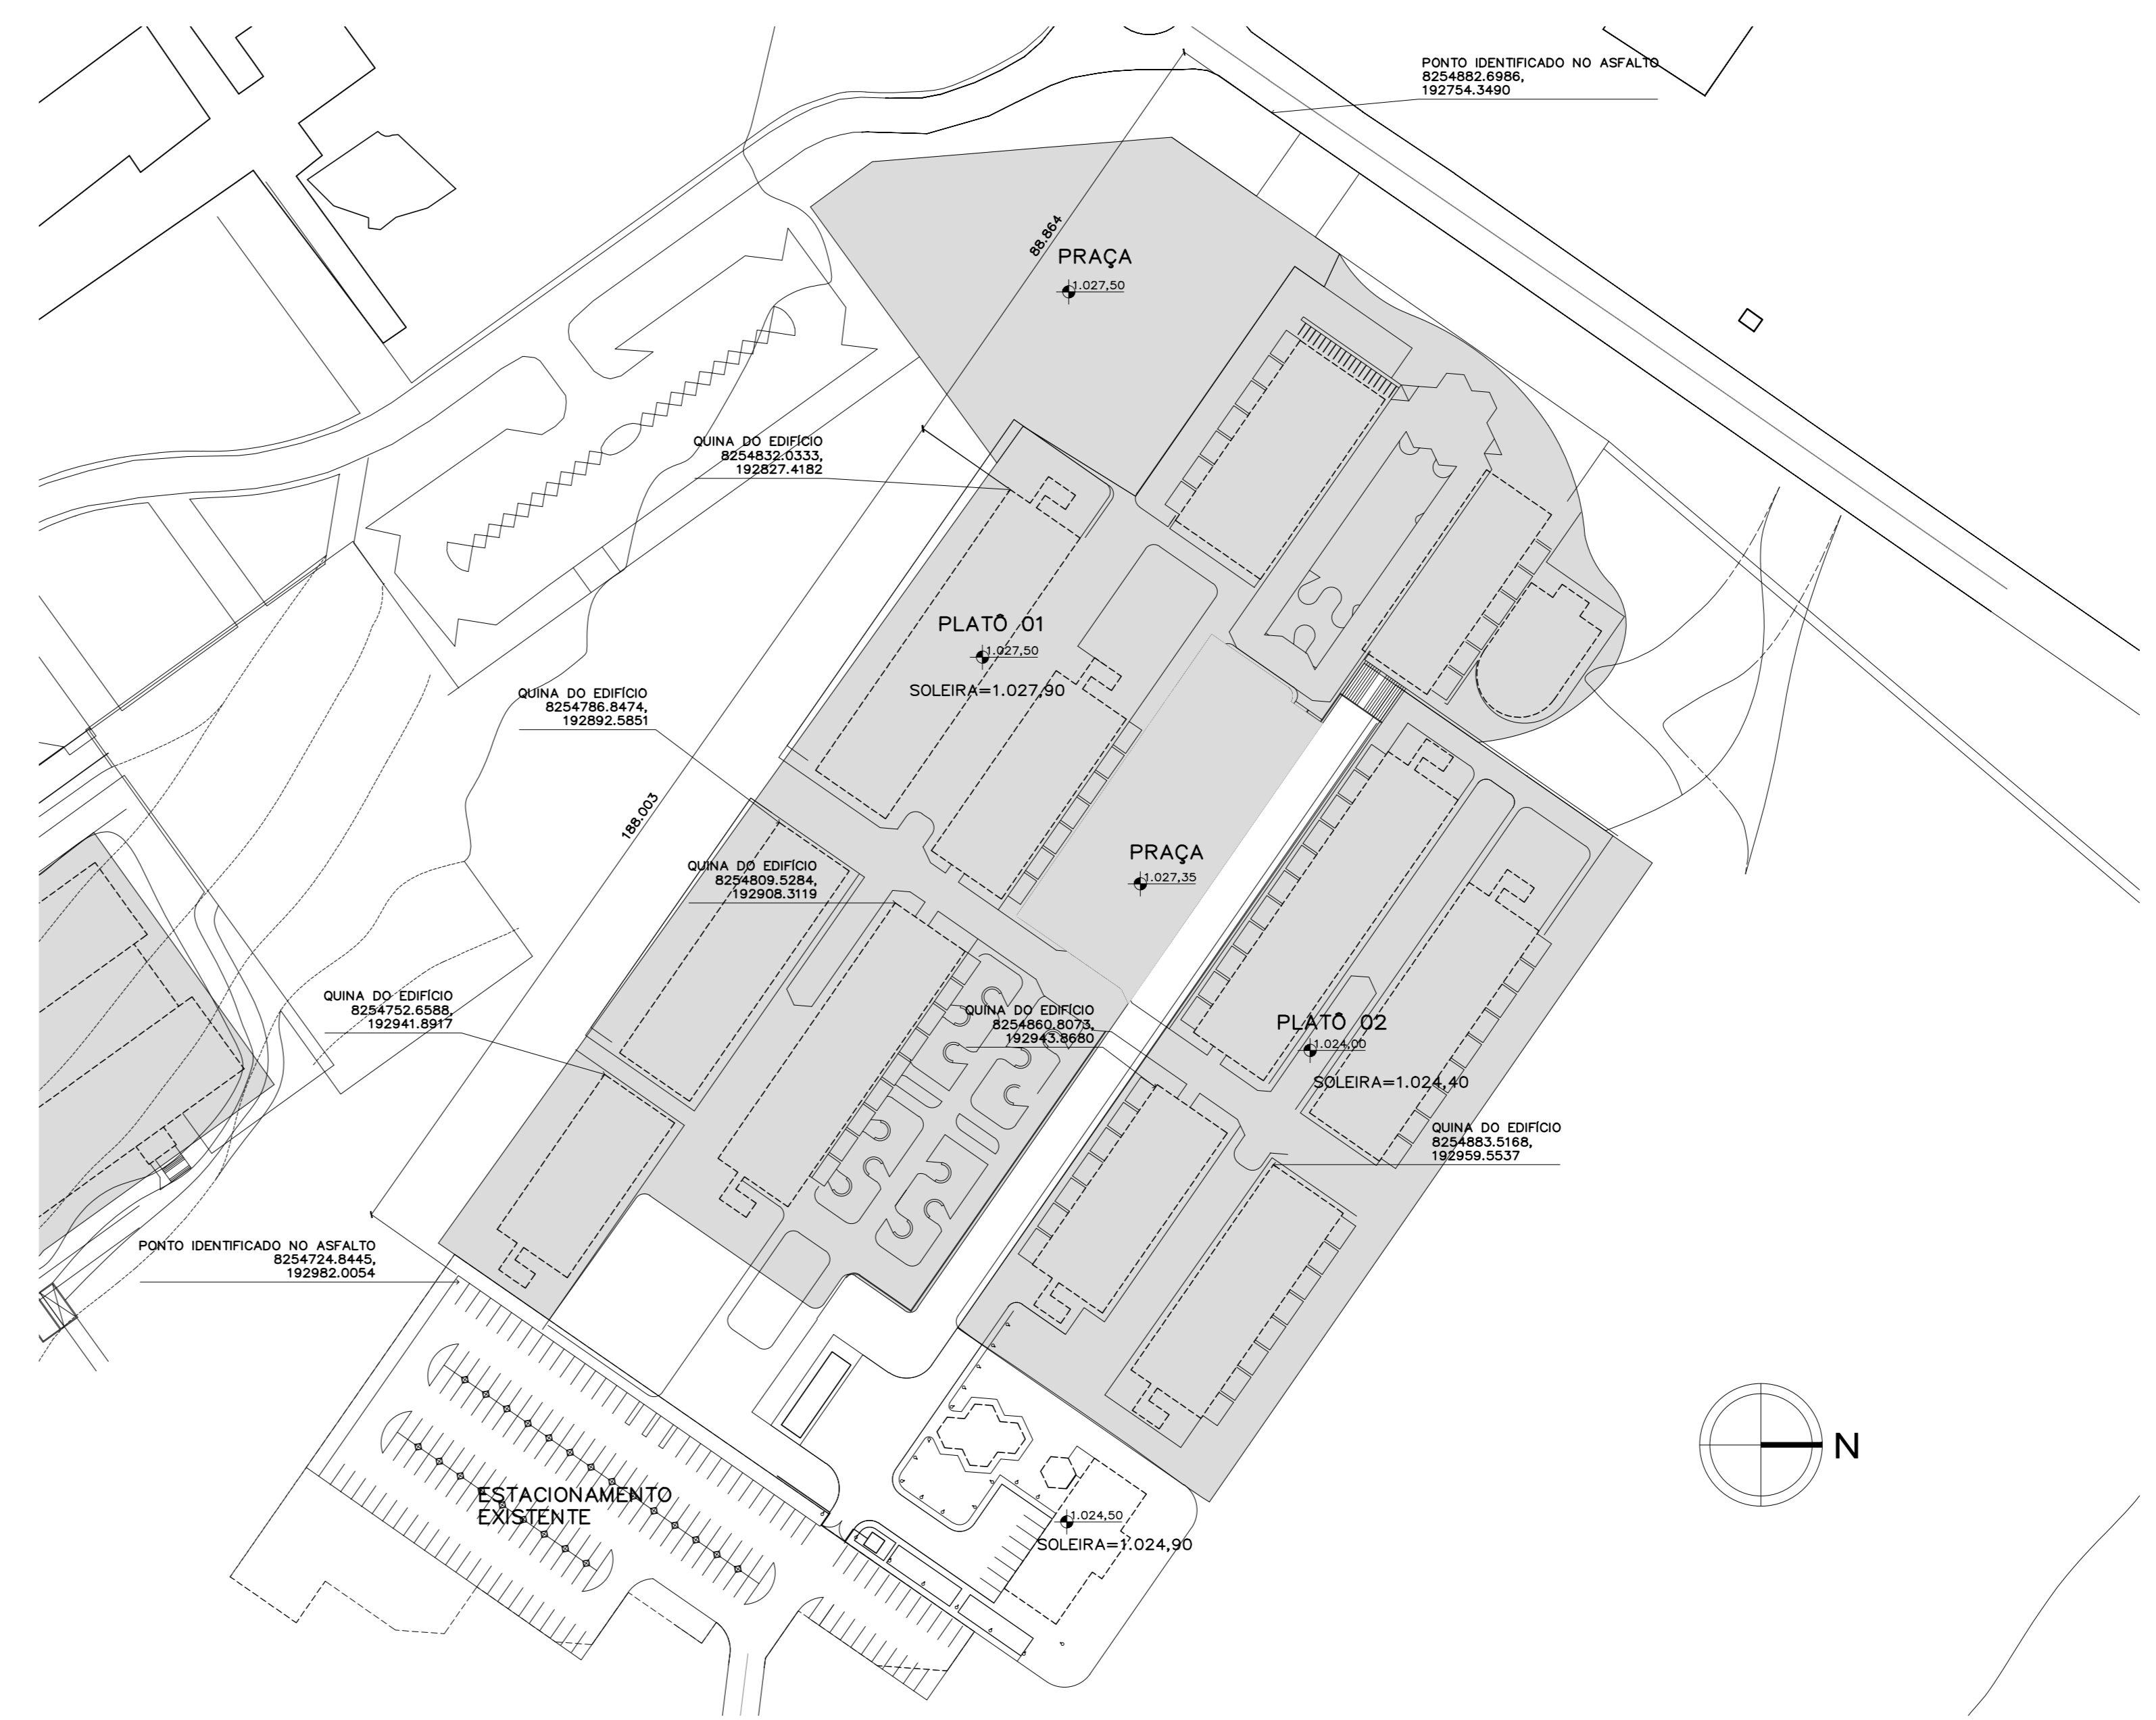 PONTO IDENTIFICADO NO ASFALTO
8254882.6986,
192754.3490
88.864
PRAÇA
1.027,50
QUINA DO EDIFÍCIO
8254832.0333,
192827.4182
PLATÔ 01
1.027,50
SOLEIRA=1.027,90
QUINA DO EDIFÍCIO
8254786.8474,
192892.5851
188.003
QUINA DO EDIFÍCIO
8254809.5284,
192908.3119
PRAÇA
1.027,35
QUINA DO EDIFÍCIO
8254752.6588,
192941.8917
QUINA DO EDIFÍCIO
8254860.8073,
192943.8680
PLATÔ 02
1.024,00
SOLEIRA=1.024,40
QUINA DO EDIFÍCIO
8254883.5168,
192959.5537
PONTO IDENTIFICADO NO ASFALTO
8254724.8445,
192982.0054
N
ESTACIONAMENTO
EXISTENTE
1.024,50
SOLEIRA=1.024,90